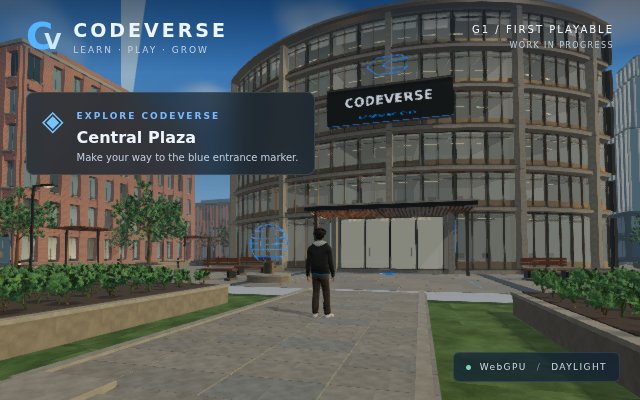 Cv CODEVERSE
LEARN · PLAY · GROW
G1 / FIRST PLAYABLE
WORK IN PROGRESS
CODEVERSE
EXPLORE CODEVERSE
Central Plaza
Make your way to the blue entrance marker.
WebGPU / DAYLIGHT